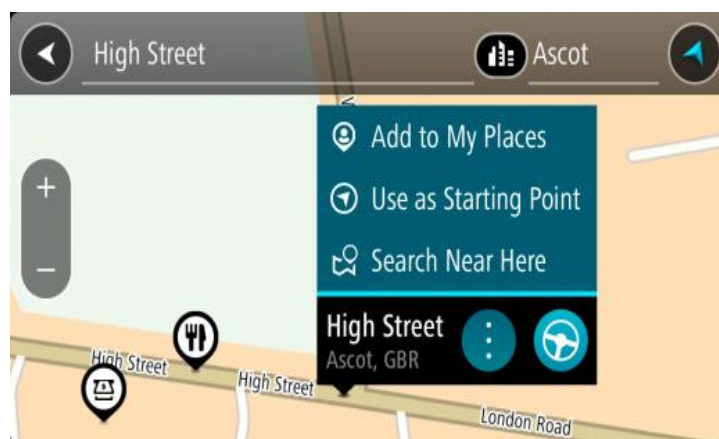 High Street
Ascot
Add to My Places
Use as Starting Point
Search Near Here
High Street
Ascot, GBR
High Street
High Street
London Road